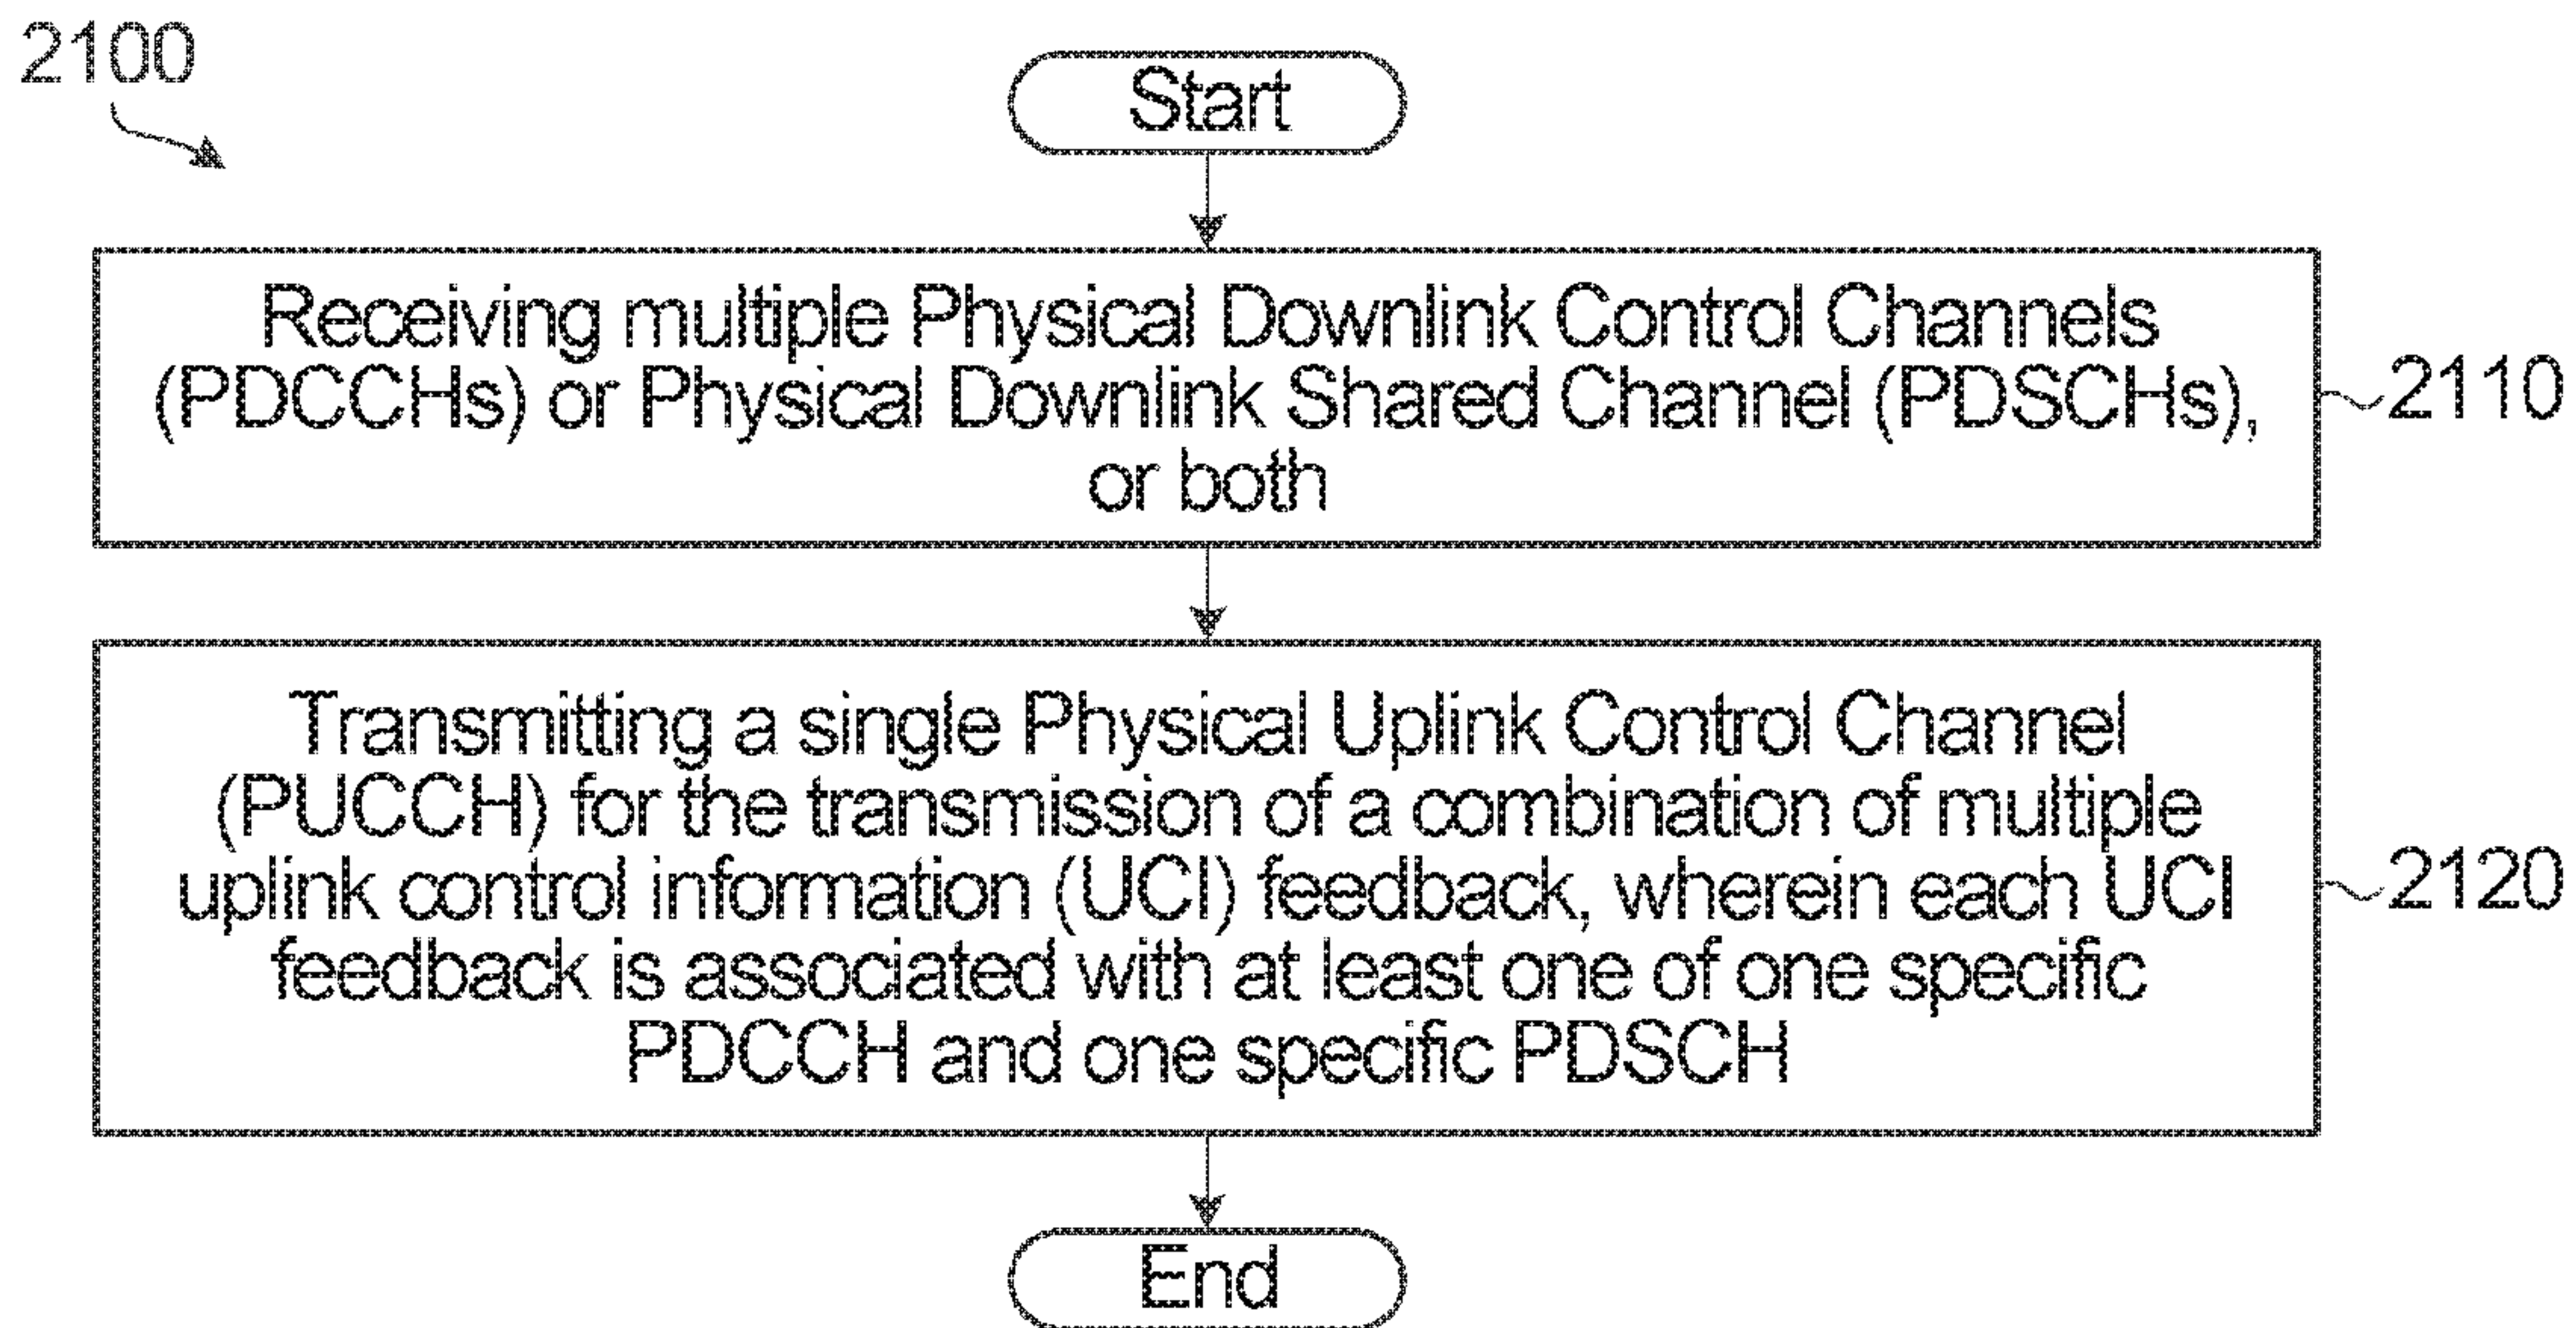 2100
Start
Receiving multiple Physical Downlink Control Channels
(PDCCHs) or Physical Downlink Shared Channel (PDSCHs),
or both
2110
Transmitting a single Physical Uplink Control Channel
(PUCCH) for the transmission of a combination of multiple
uplink control information (UCI) feedback, wherein each UCI
feedback is associated with at least one of one specific
PDCCH and one specific PDSCH
2120
End